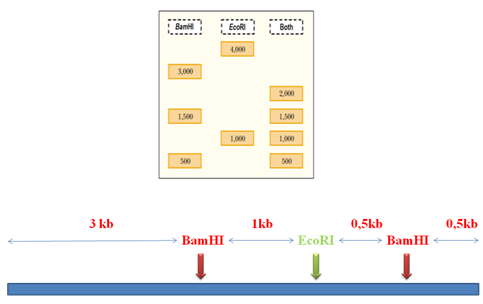 BamHI EcoRI Both
4,000
3,000
2,000
1,500 1,500
1,000 1,000
500 500
3 kb 1kb 0,5kb 0,5kb
BamHI EcoRI BamHI